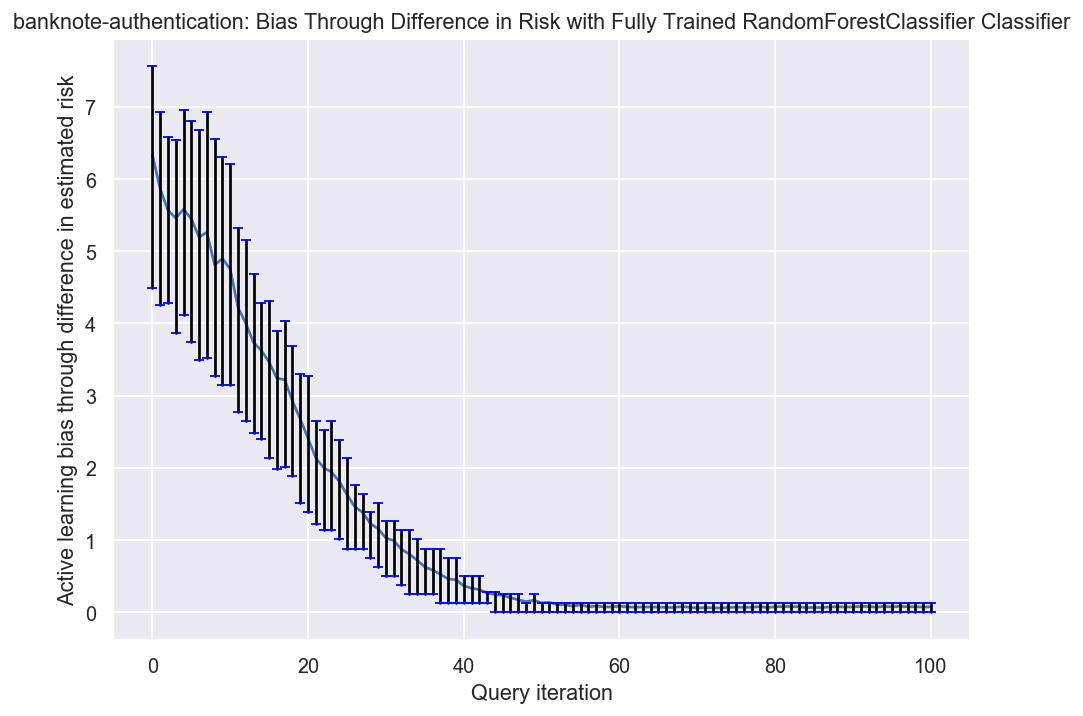 banknote-authentication: Bias Through Difference in Risk with Fully Trained RandomForestClassifier Classifier
Active learning bias through difference in estimated risk
7
6
5
4
3
2
1
0
0 20 40 60 80 100
Query iteration